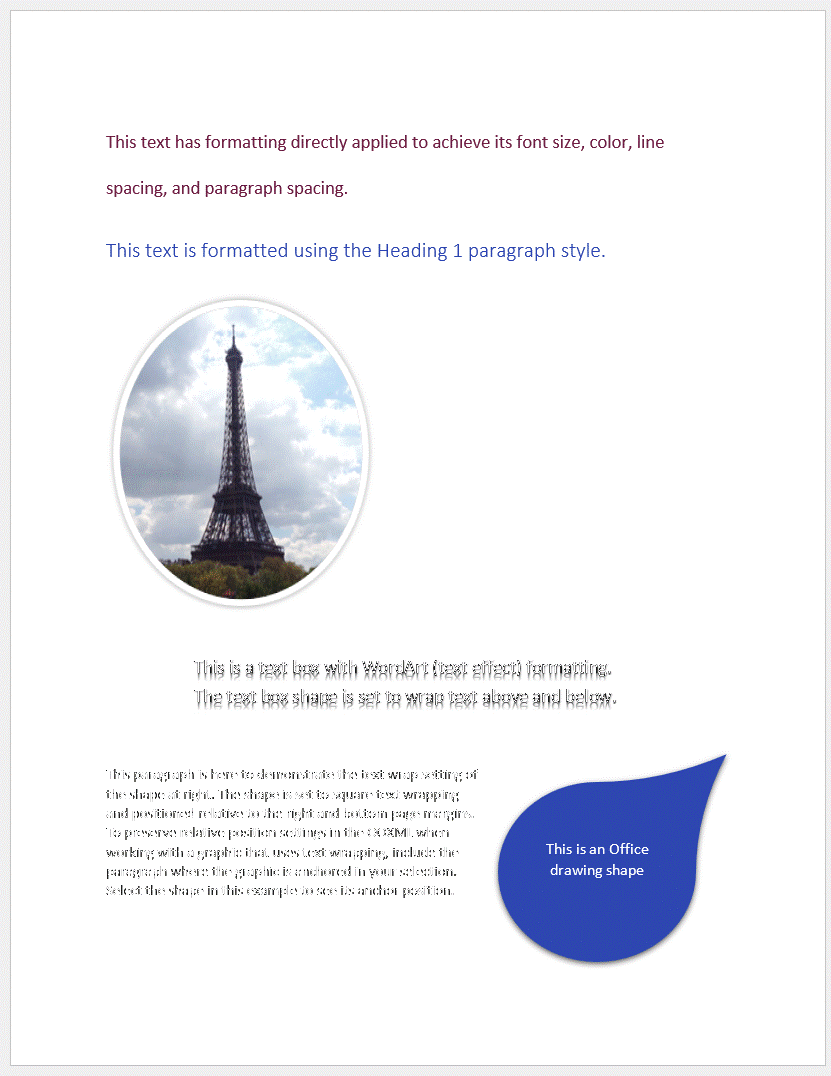 This text has formatting directly applied to achieve its font size, color, line
spacing, and paragraph spacing.
This text is formatted using the Heading 1 paragraph style.
This is a text box with WordArt (text effect) formatting.
The text box shape is set to wrap text above and below.
This paragraph is here to demonstrate the text wrap setting of
the shape at right. The shape is set to square text wrapping
and positioned relative to the right and bottom page margins.
To preserve relative position settings in the OOXML when
working with a graphic that uses text wrapping, include the
paragraph where the graphic is anchored in your selection.
Select the shape in this example to see its anchor position.
This is an Office
drawing shape